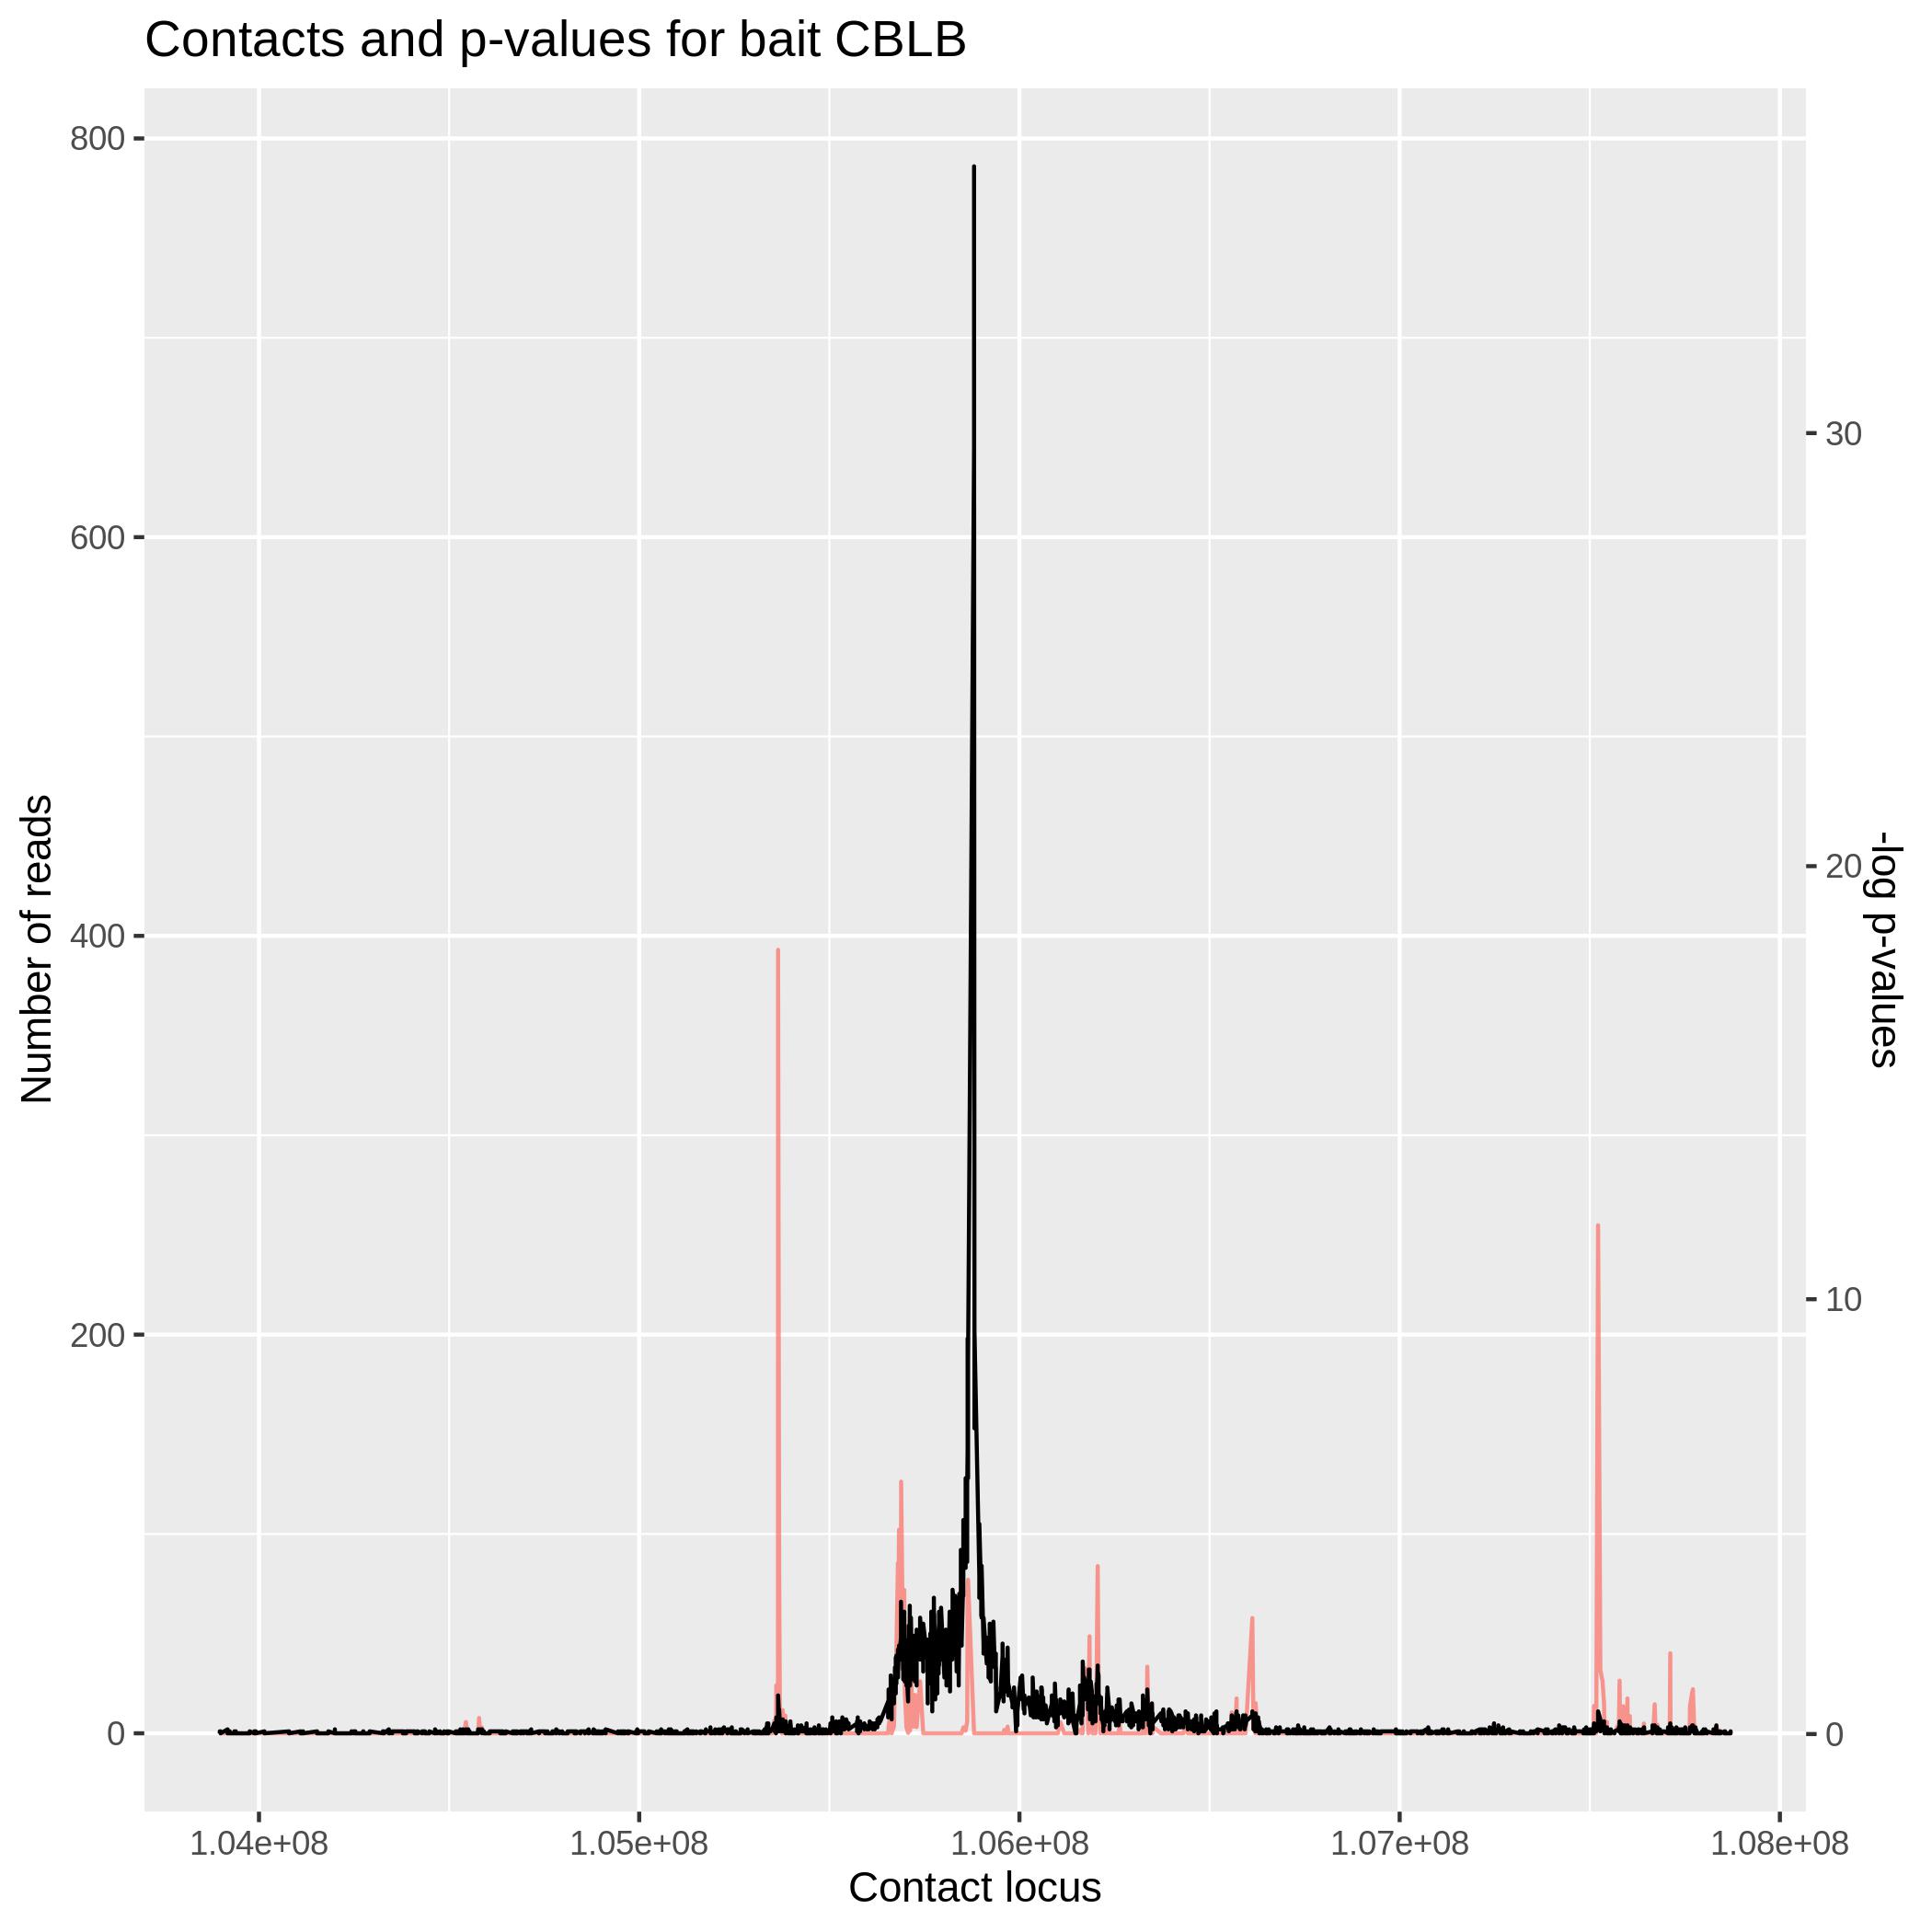 Contacts and p-values for bait CBLB
800
600
400
200
0
Number of reads
30
20
10
0
-log p-values
1.04e+08
1.05e+08
1.06e+08
1.07e+08
1.08e+08
Contact locus